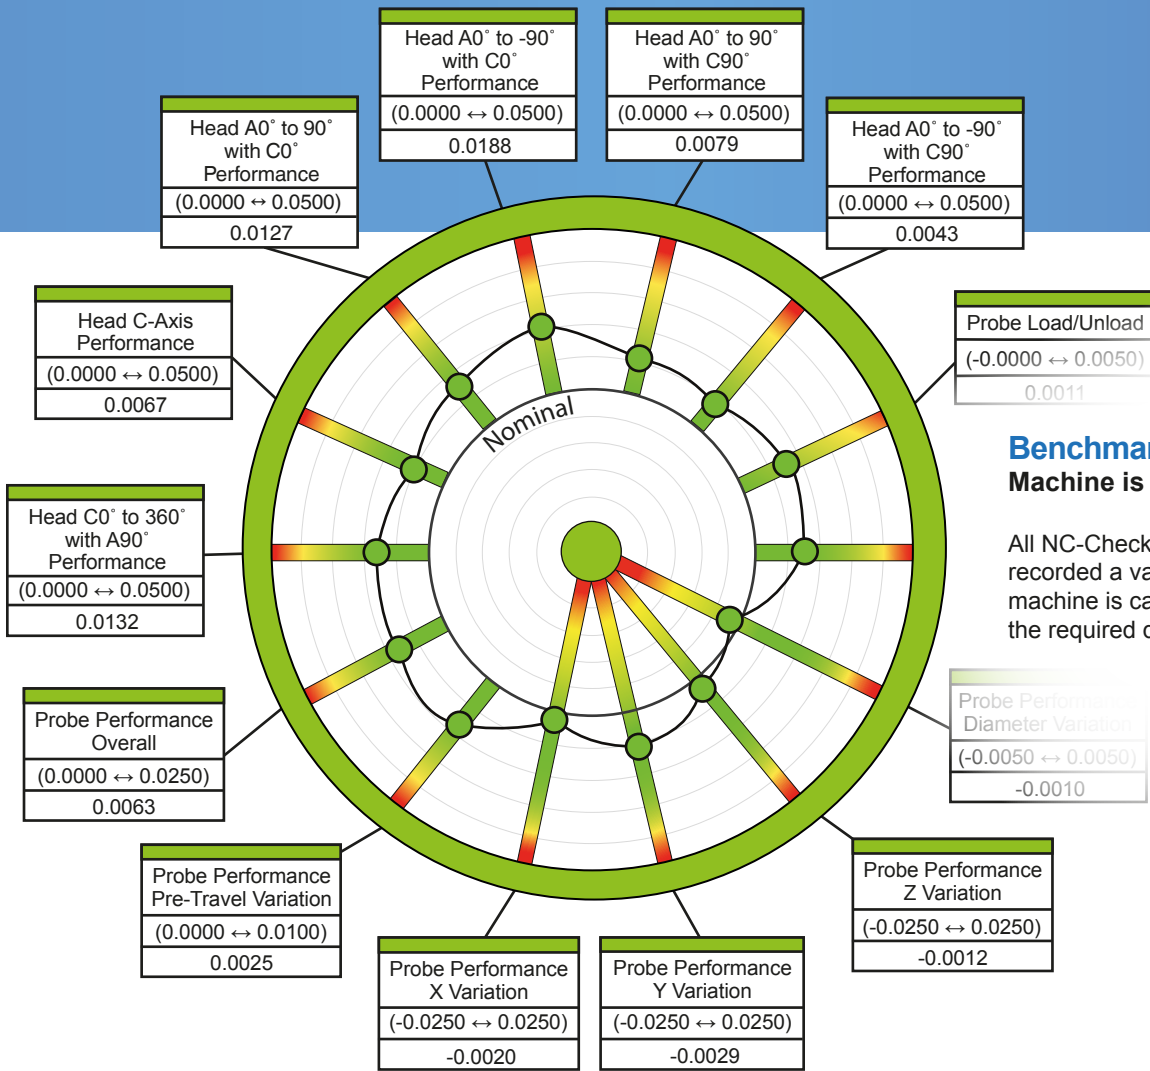 Head A0˚ to -90˚
with C0˚
Performance
(0.0000 ↔ 0.0500)
0.0188
Head A0˚ to 90˚
with C90˚
Performance
(0.0000 ↔ 0.0500)
0.0079
Head A0˚ to 90˚
with C0˚
Performance
(0.0000 ↔ 0.0500)
0.0127
Head A0˚ to -90˚
with C90˚
Performance
(0.0000 ↔ 0.0500)
0.0043
Head C-Axis
Performance
(0.0000 ↔ 0.0500)
0.0067
Probe Load/Unload
(-0.0000 ↔ 0.0050)
0.0011
Nominal
Benchmar
Machine is
All NC-Check
recorded a va
machine is ca
the required c
Head C0˚ to 360˚
with A90˚
Performance
(0.0000 ↔ 0.0500)
0.0132
Probe Performance
Overall
(0.0000 ↔ 0.0250)
0.0063
Probe Performance
Diameter Variation
(-0.0050 ↔ 0.0050)
-0.0010
Probe Performance
Pre-Travel Variation
(0.0000 ↔ 0.0100)
0.0025
Probe Performance
Z Variation
(-0.0250 ↔ 0.0250)
-0.0012
Probe Performance
X Variation
(-0.0250 ↔ 0.0250)
-0.0020
Probe Performance
Y Variation
(-0.0250 ↔ 0.0250)
-0.0029